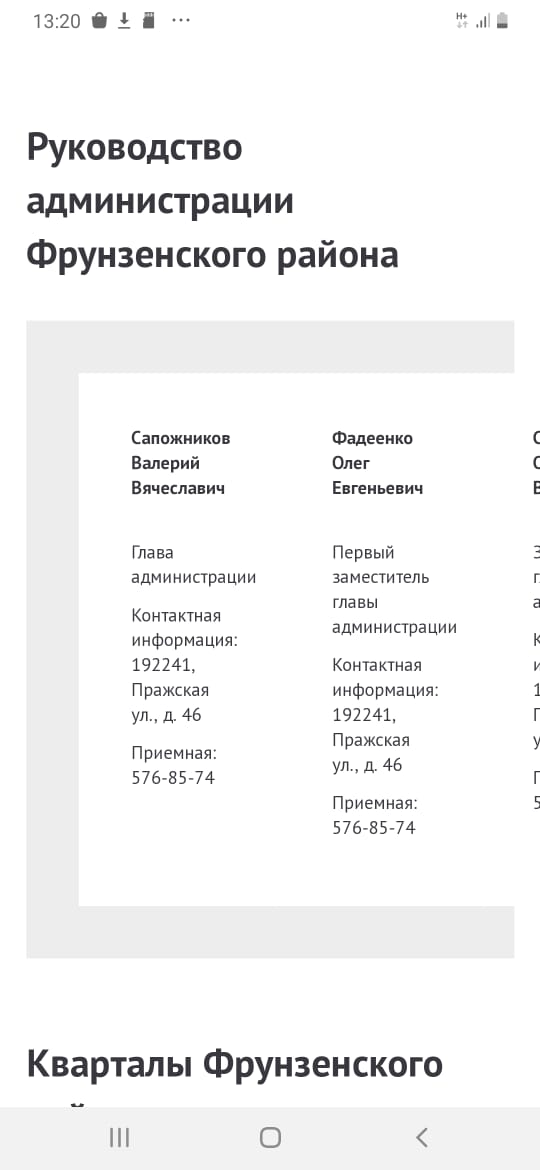 13:20
H+
Руководство
администрации
Фрунзенского района
Сапожников
Валерий
Вячеславич
Глава
администрации
Контактная
информация:
192241,
Пражская
ул., д. 46
Приемная:
576-85-74
Фадеенко
Олег
Евгеньевич
Первый
заместитель
главы
администрации
Контактная
информация:
192241,
Пражская
ул., д. 46
Приемная:
576-85-74
Кварталы Фрунзенского